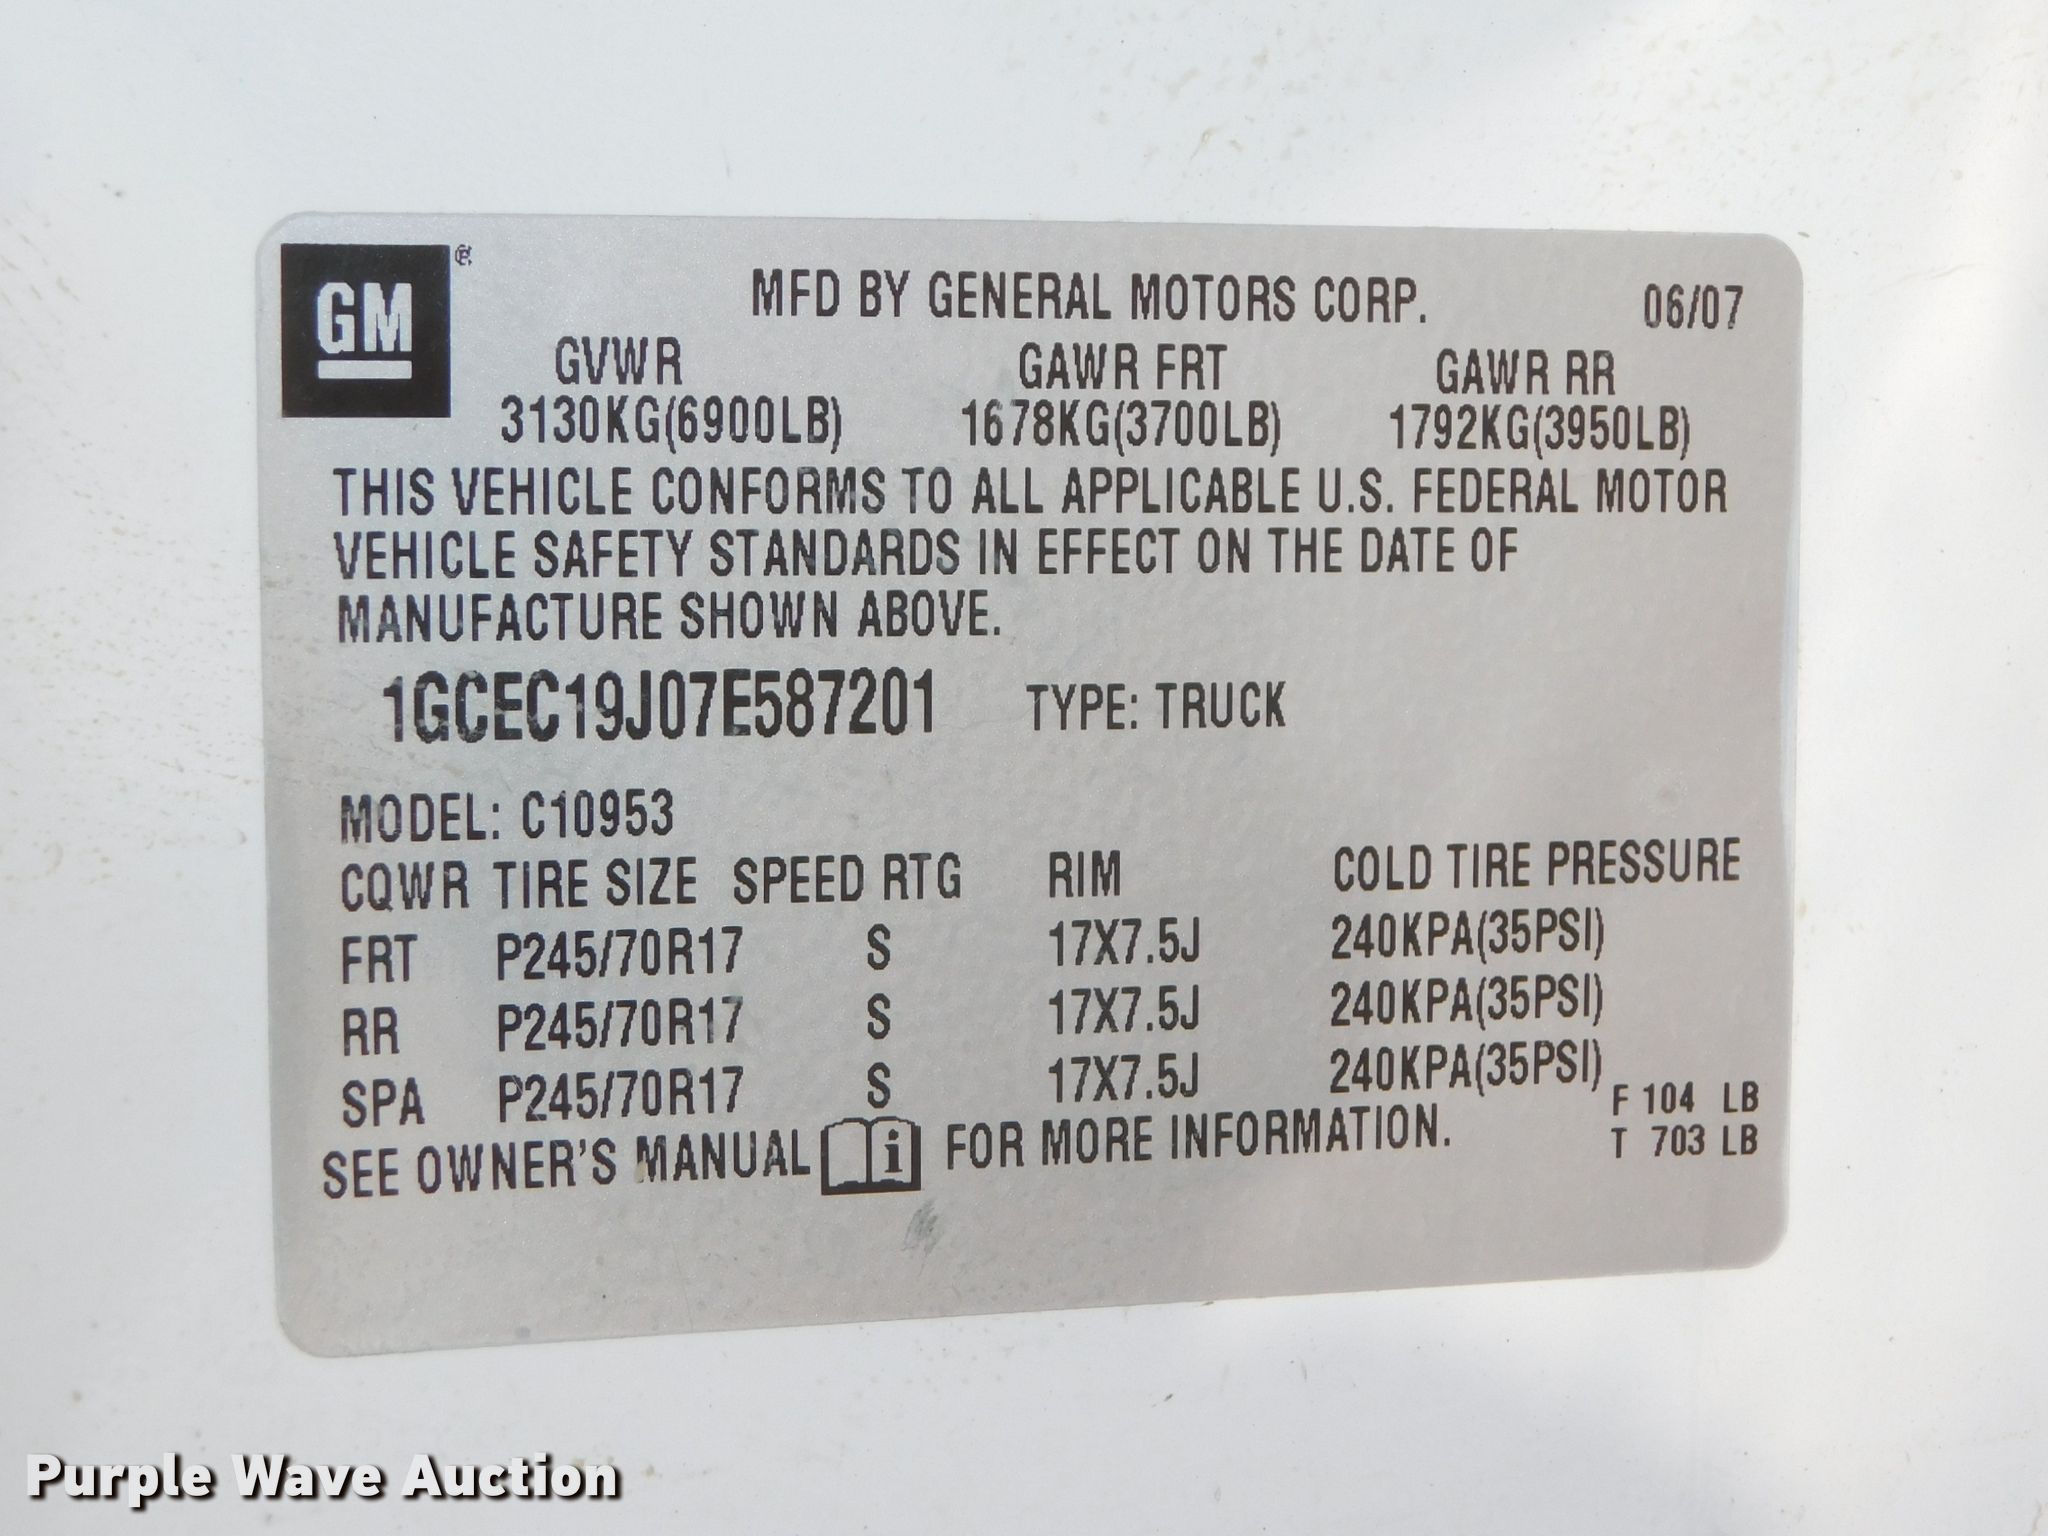 GM ®
MFD BY GENERAL MOTORS CORP. 06/07
GVWR GAWR FRT GAWR RR
3130KG(6900LB) 1678KG(3700LB) 1792KG(3950LB)
THIS VEHICLE CONFORMS TO ALL APPLICABLE U.S. FEDERAL MOTOR
VEHICLE SAFETY STANDARDS IN EFFECT ON THE DATE OF
MANUFACTURE SHOWN ABOVE.
1GCEC19J07E587201 TYPE: TRUCK
MODEL: C10953
CQWR TIRE SIZE SPEED RTG RIM COLD TIRE PRESSURE
FRT P245/70R17 S 17X7.5J 240KPA(35PSI)
RR P245/70R17 S 17X7.5J 240KPA(35PSI)
SPA P245/70R17 S 17X7.5J 240KPA(35PSI)
F 104 LB
T 703 LB
SEE OWNER'S MANUAL i FOR MORE INFORMATION.
Purple Wave Auction